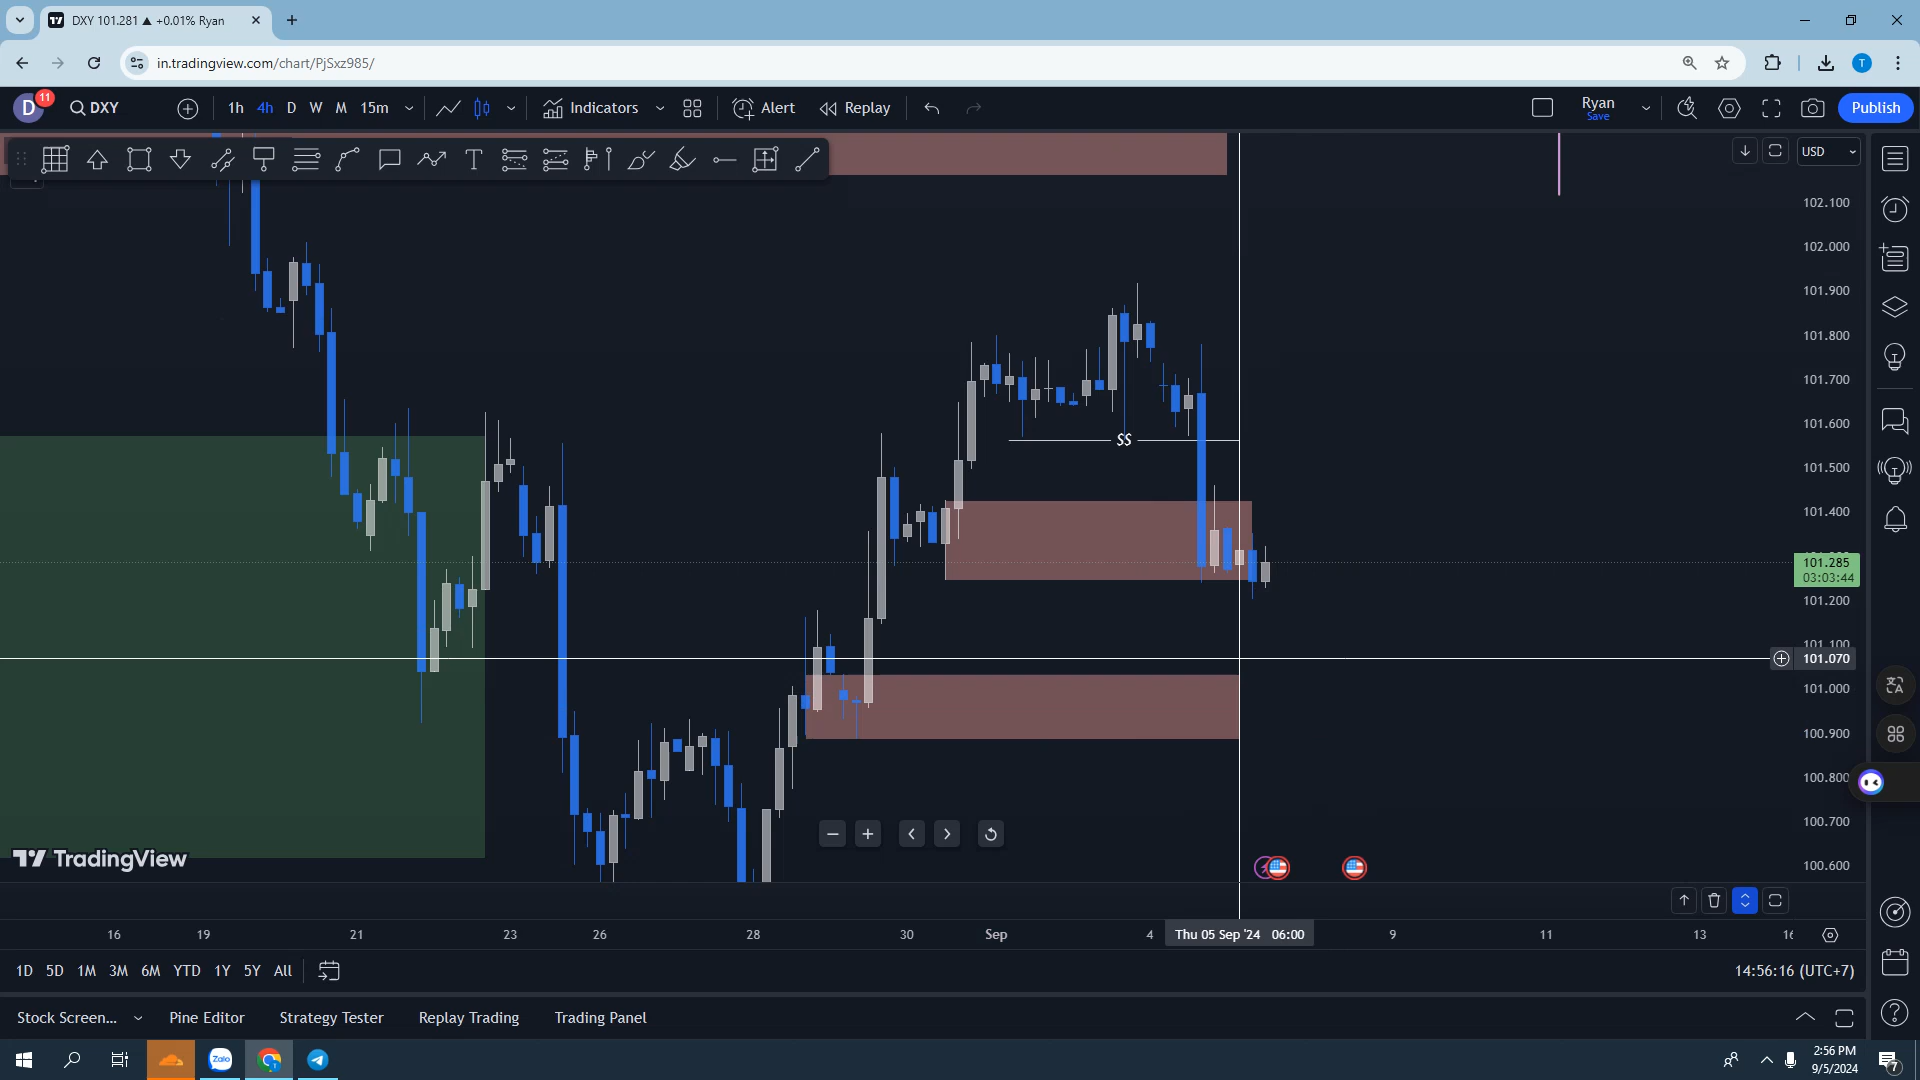 DXY 101.281 ▲ +0.01% Ryan
in.tradingview.com/chart/PjSxz985/
T
D
11
DXY
1h
4h
D
W
M
15m
Indicators
Alert
Replay
Ryan
Save
Publish
USD
102.100
102.000
101.900
101.800
101.700
101.600
101.500
101.400
101.285
03:03:44
101.200
101.100
101.070
101.000
100.900
100.800
100.700
100.600
$$
TradingView
16
19
21
23
26
28
30
Sep
4
Thu 05 Sep '24 06:00
9
11
13
1D
5D
1M
3M
6M
YTD
1Y
5Y
All
14:56:16 (UTC+7)
Stock Screen...
Pine Editor
Strategy Tester
Replay Trading
Trading Panel
Zalo
2:56 PM
9/5/2024
7